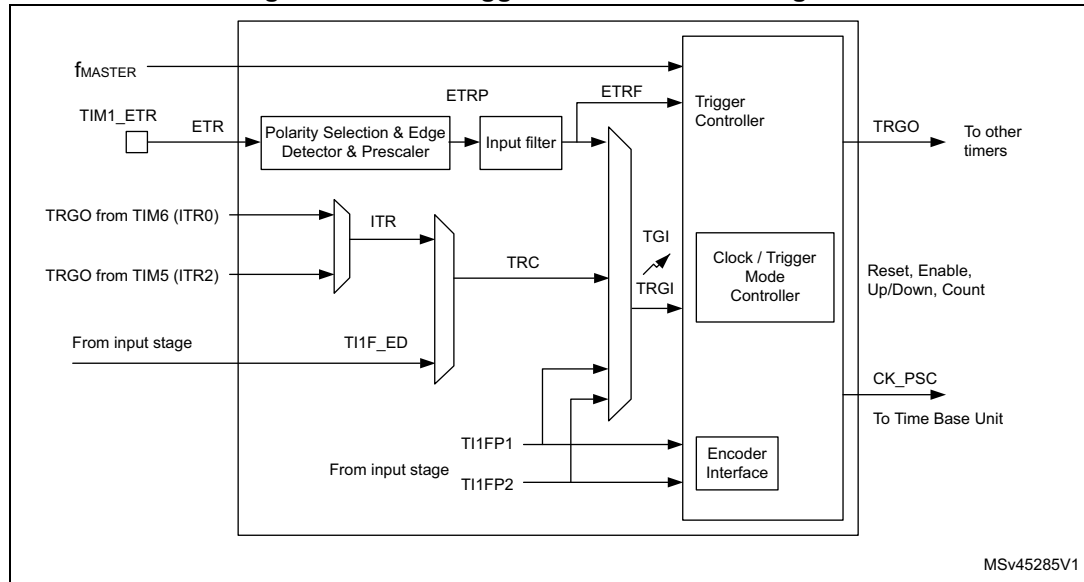 fMASTER
TIM1_ETR
ETR
Polarity Selection & Edge
Detector & Prescaler
ETRP
Input filter
ETRF
Trigger
Controller
TRGO
To other
timers
TRGO from TIM6 (ITR0)
ITR
TRGO from TIM5 (ITR2)
TRC
TGI
TRGI
Clock / Trigger
Mode
Controller
Reset, Enable,
Up/Down, Count
From input stage
TI1F_ED
CK_PSC
To Time Base Unit
TI1FP1
From input stage
TI1FP2
Encoder
Interface
MSv45285V1